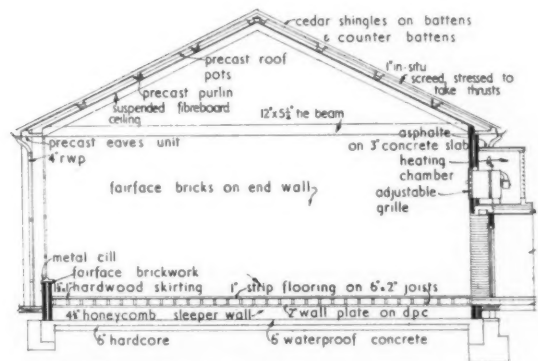 cedar shingles on battens
& counter battens
precast roof
pots
1" in-situ
screed, stressed to
take thrusts
precast purlin
suspended fibreboard
ceiling
12"x5¼" tie beam
precast eaves unit
4" r.w.p
asphalte
on 3" concrete slab
heating
chamber
fairface bricks on end wall
adjustable
grille
metal cill
fairface brickwork
hardwood skirting
1" strip flooring on 6"x2" joists
4½" honeycomb sleeper wall
2" wall plate on dpc
6" hardcore
6" waterproof concrete